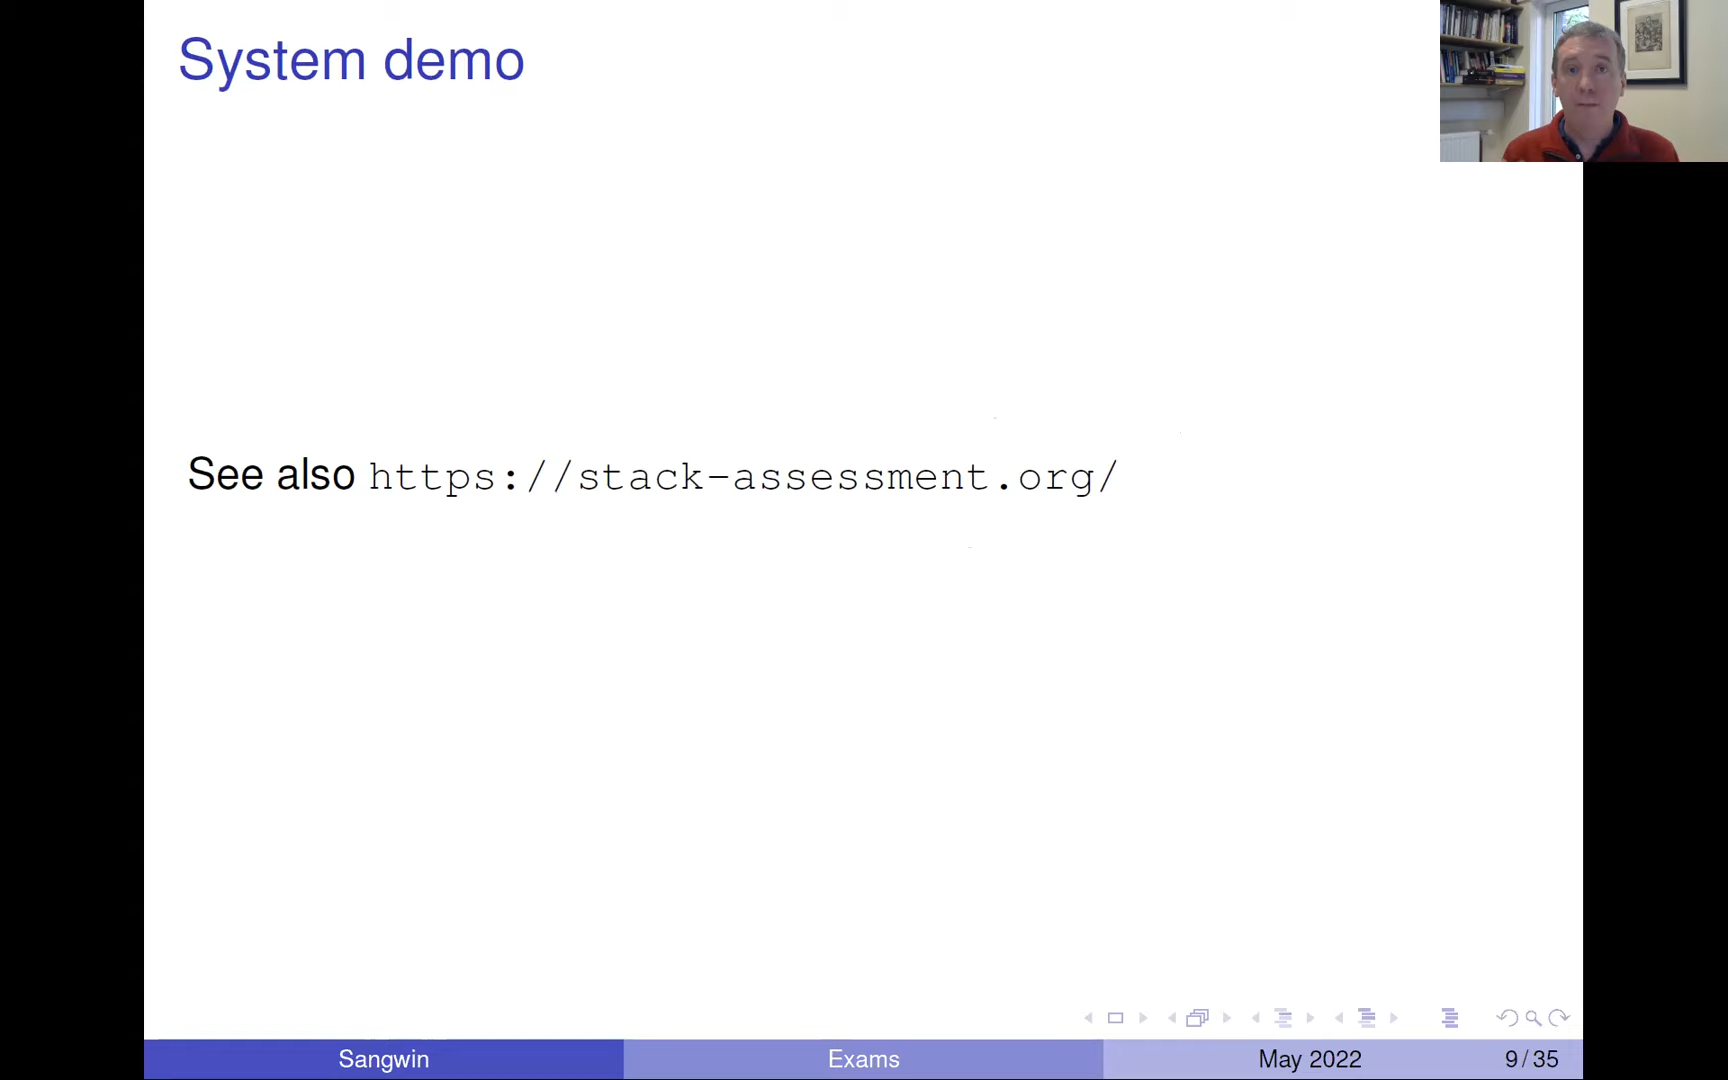 System demo
See also https://stack-assessment.org/
Sangwin Exams May 2022 9/35